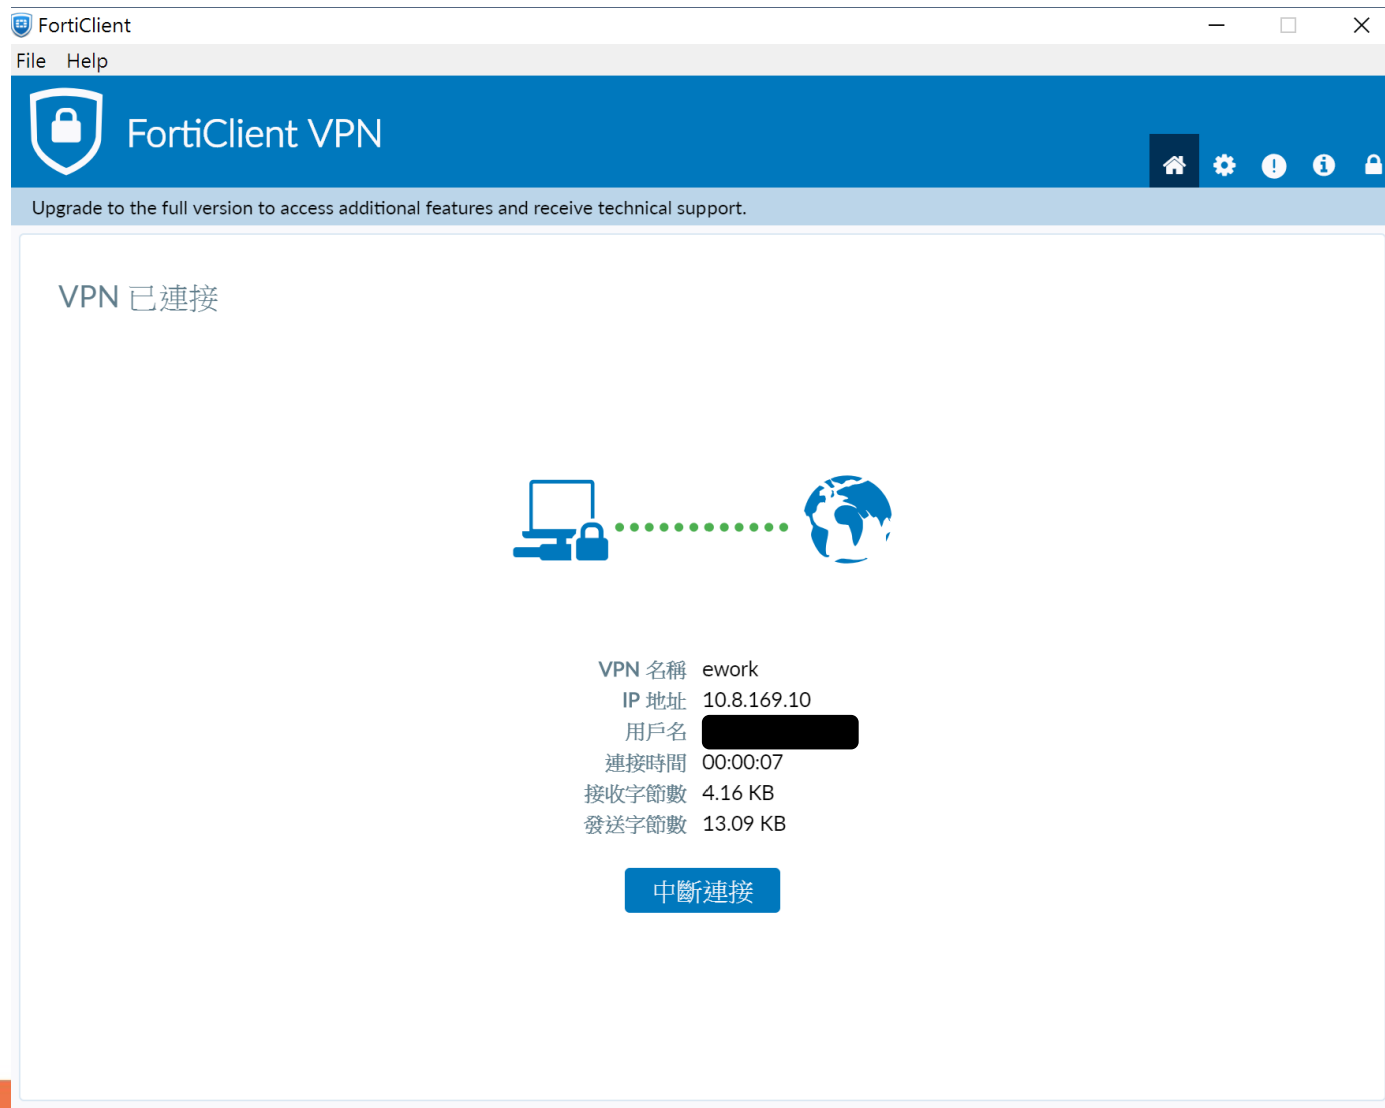 FortiClient
File Help
FortiClient VPN
Upgrade to the full version to access additional features and receive technical support.
VPN 已連接
VPN 名稱 ework
IP 地址 10.8.169.10
用戶名
連接時間 00:00:07
接收字節數 4.16 KB
發送字節數 13.09 KB
中斷連接